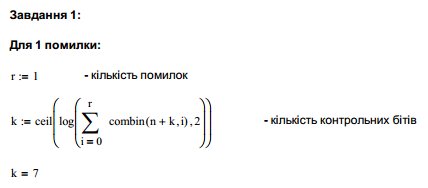 Завдання 1:
Для 1 помилки:
r := 1 - кількість помилок
k := ceil(log(∑_{i = 0}^{r} combin(n + k, i), 2)) - кількість контрольних бітів
k = 7